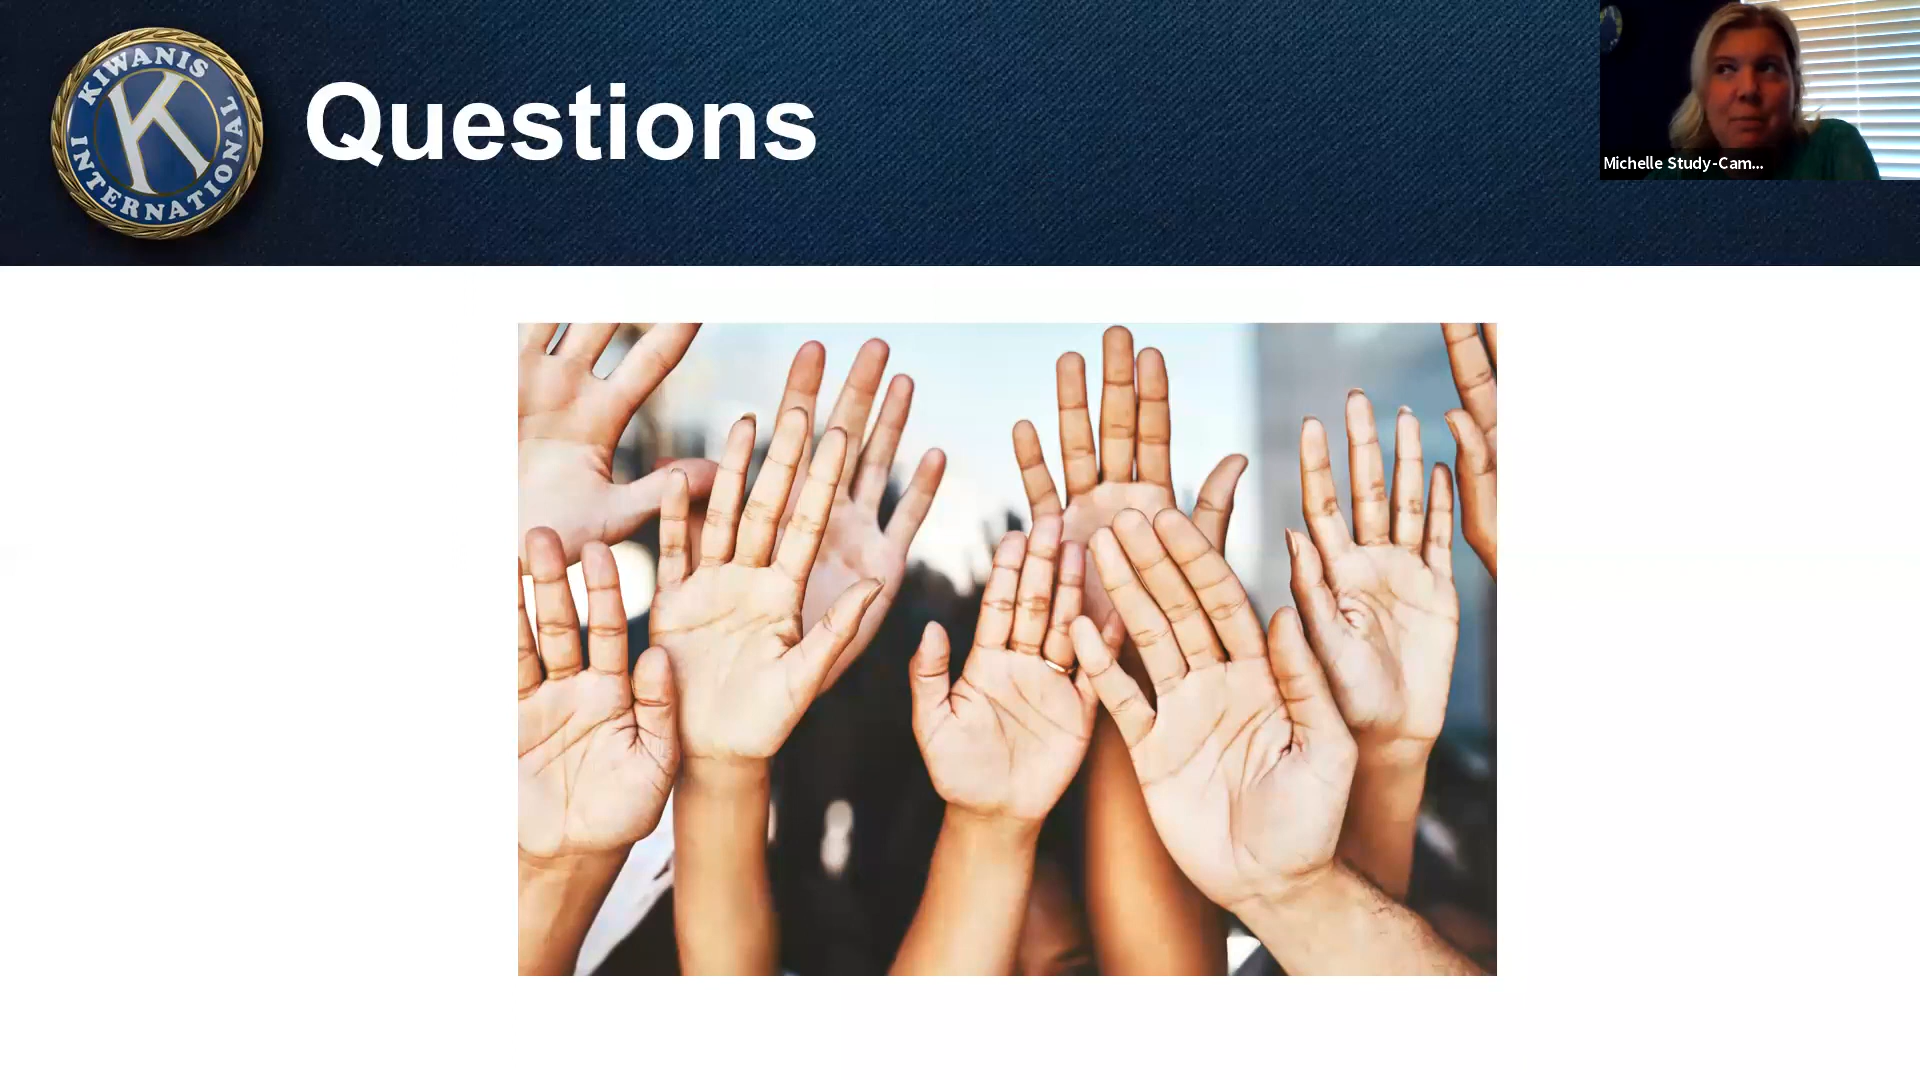 KIWANIS
K
INTERNATIONAL
Questions
Michelle Study-Cam...